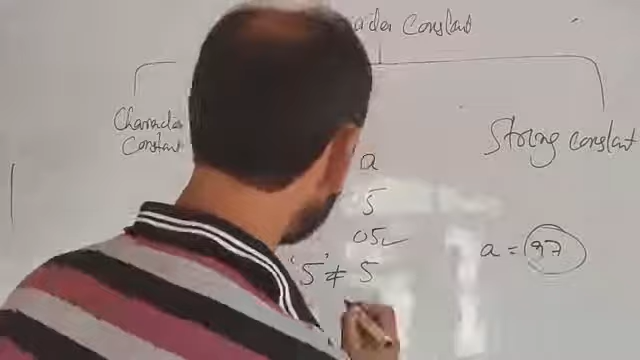 Constant
Character
Constant
String constant
a
5
05
a = 97
'5' ≠ 5